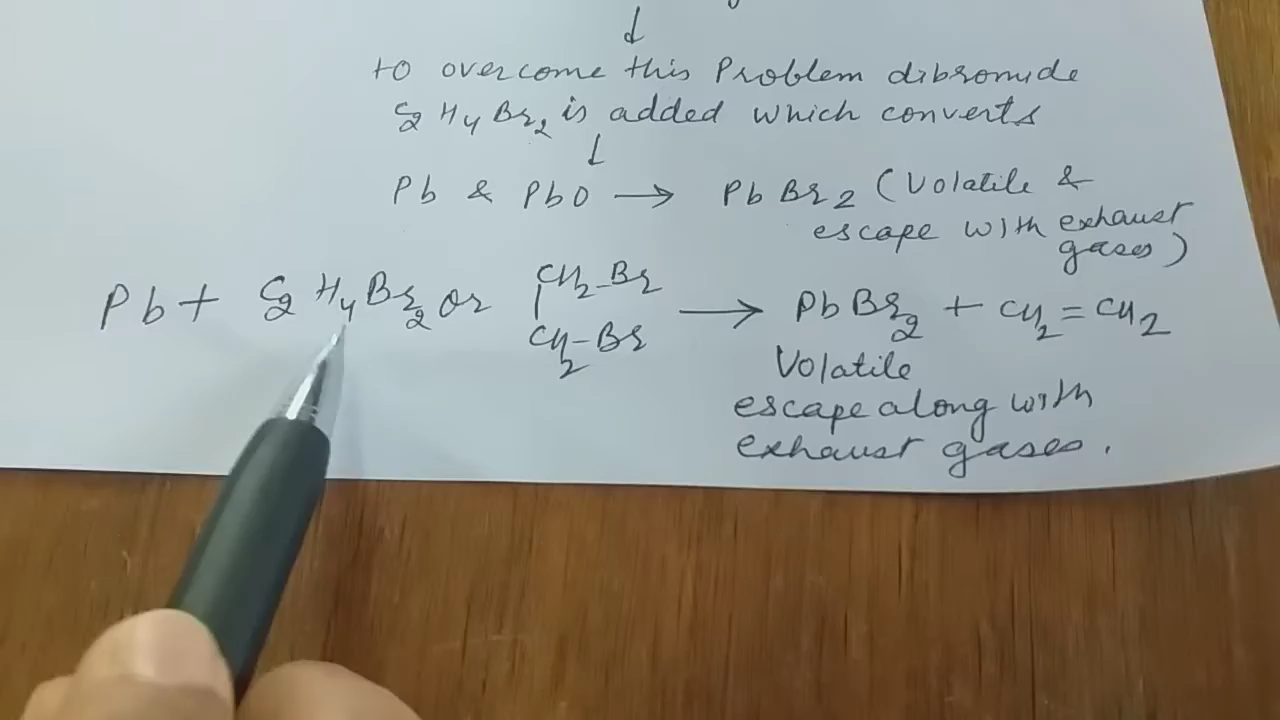 ↓
to overcome this Problem dibromide
C2H4Br2 is added which converts
↓
Pb & PbO → PbBr2 (Volatile &
escape with exhaust
gases)
Pb + C2H4Br2 or CH2-Br
CH2-Br → PbBr2 + CH2=CH2
Volatile
escape along with
exhaust gases.